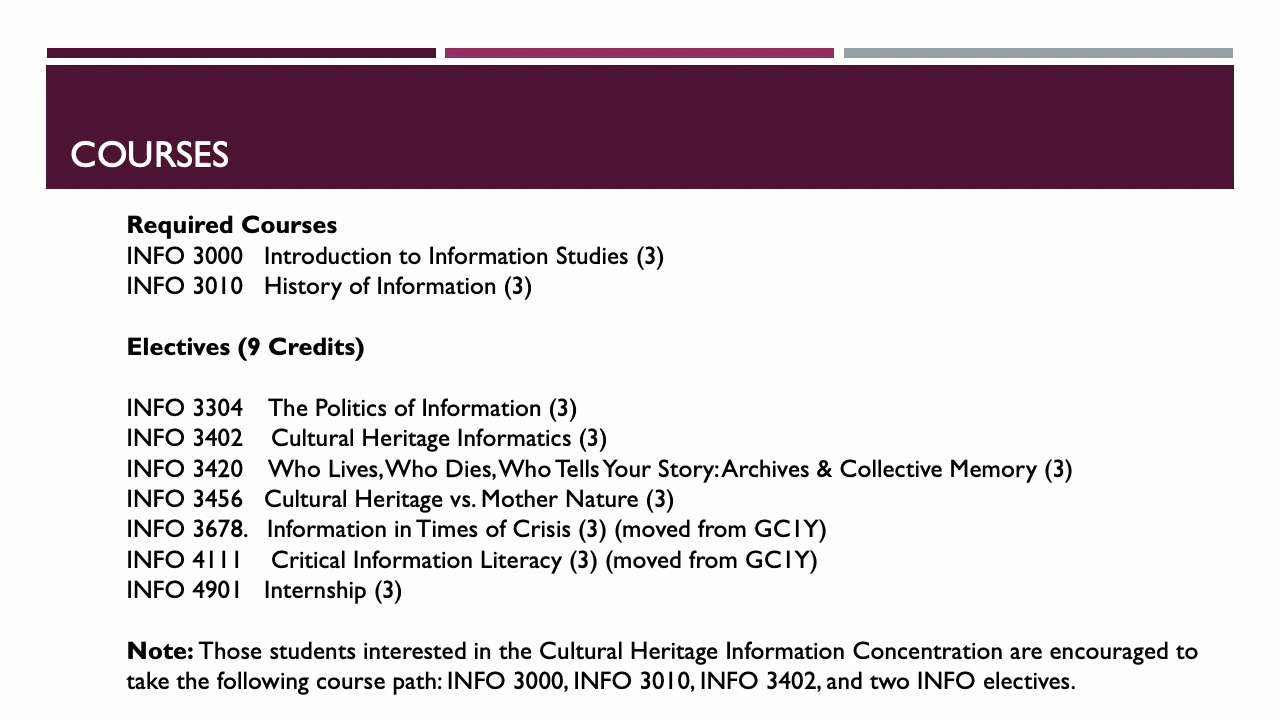 COURSES
Required Courses
INFO 3000 Introduction to Information Studies (3)
INFO 3010 History of Information (3)
Electives (9 Credits)
INFO 3304 The Politics of Information (3)
INFO 3402 Cultural Heritage Informatics (3)
INFO 3420 Who Lives, Who Dies, Who Tells Your Story: Archives & Collective Memory (3)
INFO 3456 Cultural Heritage vs. Mother Nature (3)
INFO 3678. Information in Times of Crisis (3) (moved from GC1Y)
INFO 4111 Critical Information Literacy (3) (moved from GC1Y)
INFO 4901 Internship (3)
Note: Those students interested in the Cultural Heritage Information Concentration are encouraged to
take the following course path: INFO 3000, INFO 3010, INFO 3402, and two INFO electives.